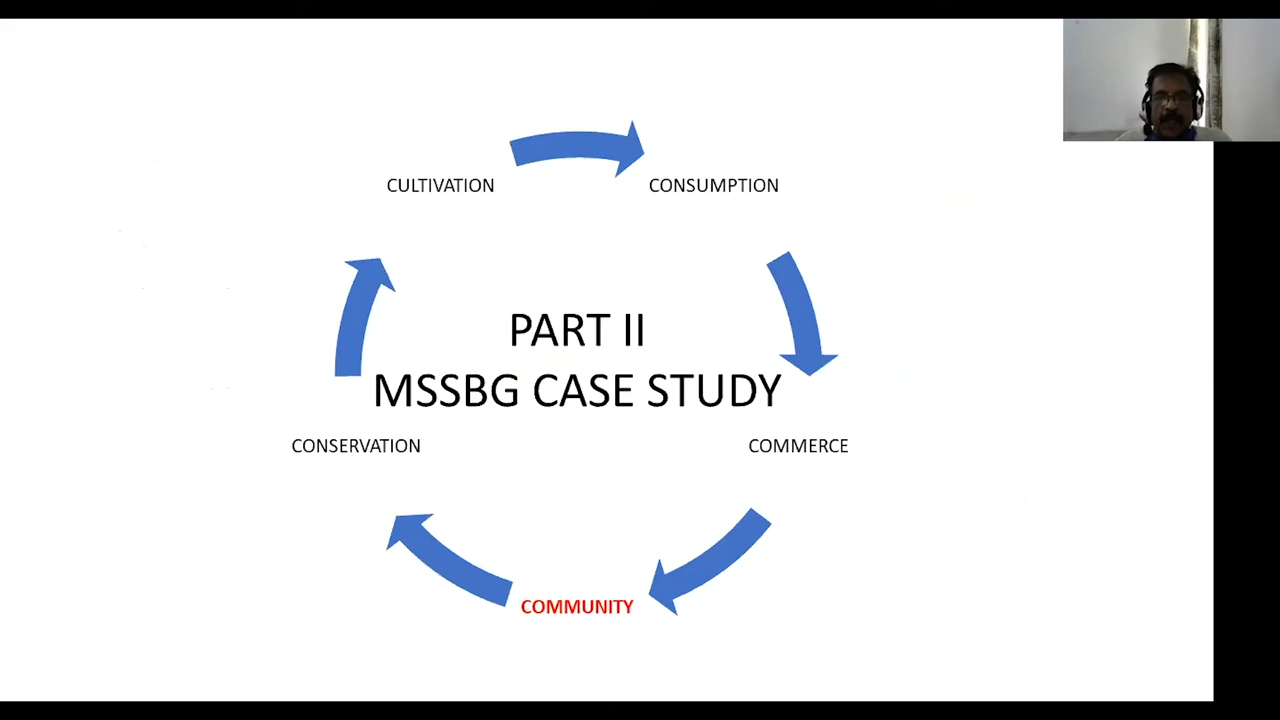 CULTIVATION
CONSUMPTION
PART II
MSSBG CASE STUDY
CONSERVATION
COMMERCE
COMMUNITY